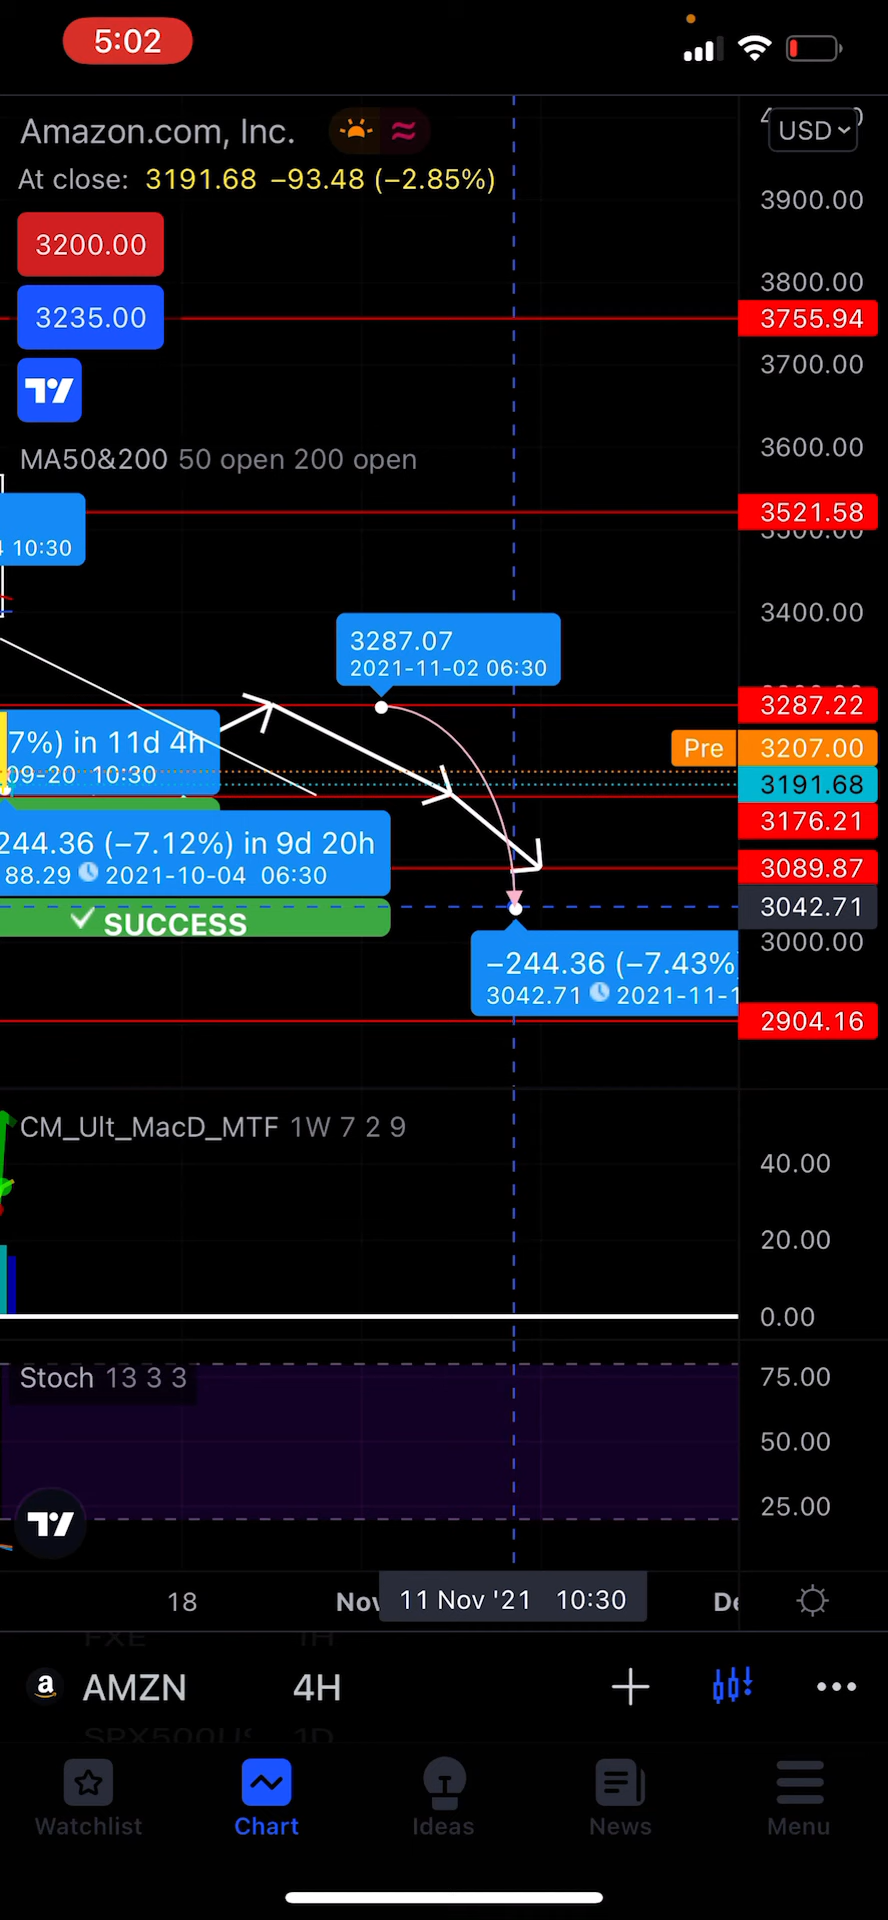 5:02
Amazon.com, Inc.
USD
At close: 3191.68 −93.48 (−2.85%)
3900.00
3200.00
3800.00
3235.00
3755.94
3700.00
MA50&200 50 open 200 open
3600.00
3521.58
10:30
3400.00
3287.07
2021-11-02 06:30
3287.22
7%) in 11d 4h
09-20 10:30
Pre 3207.00
3191.68
3176.21
244.36 (−7.12%) in 9d 20h
88.29 2021-10-04 06:30
3089.87
SUCCESS
3042.71
3000.00
−244.36 (−7.43%
3042.71 2021-11-1
2904.16
CM_Ult_MacD_MTF 1W 7 2 9
40.00
20.00
0.00
Stoch 13 3 3
75.00
50.00
25.00
18
Nov
11 Nov '21 10:30
De
FXE 1H
a AMZN 4H
SPX500US 1D
Watchlist
Chart
Ideas
News
Menu